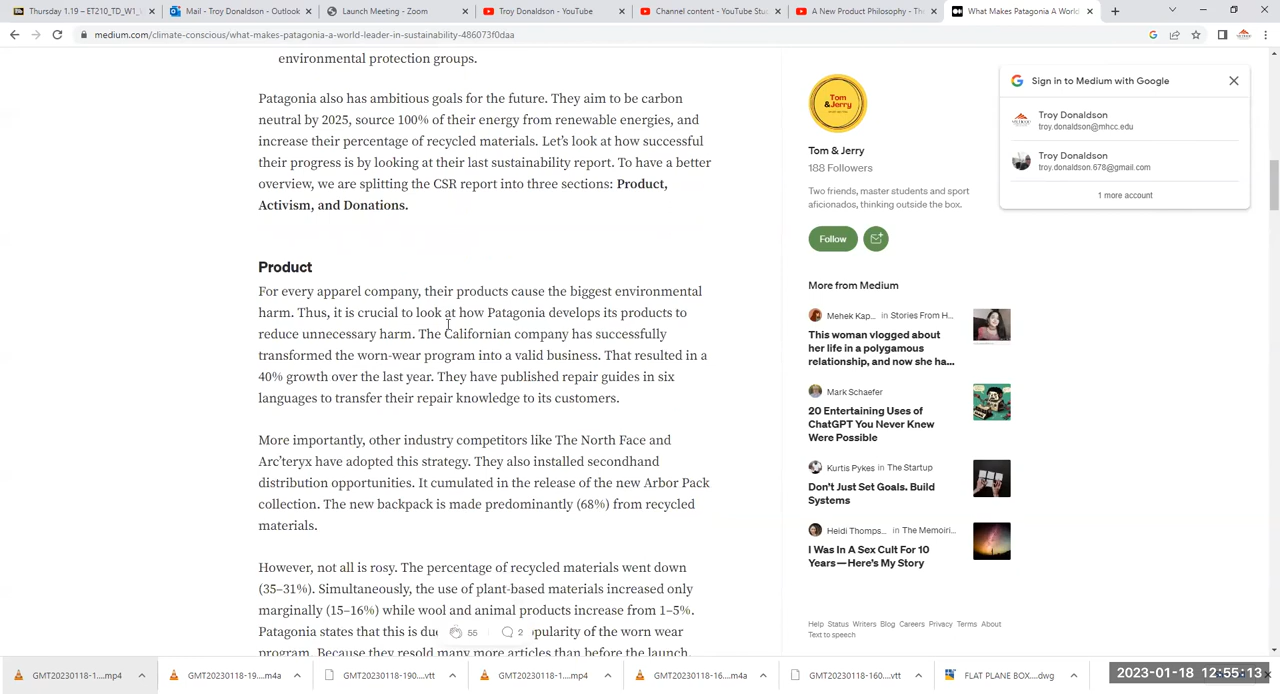 Thursday 1.19 – ET210_TD_W1_
Mail - Troy Donaldson - Outlook
Launch Meeting - Zoom
Troy Donaldson - YouTube
Channel content - YouTube Stu
A New Product Philosophy - Th
What Makes Patagonia A World
medium.com/climate-conscious/what-makes-patagonia-a-world-leader-in-sustainability-486073f0daa
environmental protection groups.
Patagonia also has ambitious goals for the future. They aim to be carbon
neutral by 2025, source 100% of their energy from renewable energies, and
increase their percentage of recycled materials. Let's look at how successful
their progress is by looking at their last sustainability report. To have a better
overview, we are splitting the CSR report into three sections: Product,
Activism, and Donations.
Product
For every apparel company, their products cause the biggest environmental
harm. Thus, it is crucial to look at how Patagonia develops its products to
reduce unnecessary harm. The Californian company has successfully
transformed the worn-wear program into a valid business. That resulted in a
40% growth over the last year. They have published repair guides in six
languages to transfer their repair knowledge to its customers.
More importantly, other industry competitors like The North Face and
Arc'teryx have adopted this strategy. They also installed secondhand
distribution opportunities. It cumulated in the release of the new Arbor Pack
collection. The new backpack is made predominantly (68%) from recycled
materials.
However, not all is rosy. The percentage of recycled materials went down
(35–31%). Simultaneously, the use of plant-based materials increased only
marginally (15–16%) while wool and animal products increase from 1–5%.
Patagonia states that this is du 55 2 pularity of the worn wear
program. Because they resold many more articles than before the launch,
Tom
&Jerry
Tom & Jerry
188 Followers
Two friends, master students and sport
aficionados, thinking outside the box.
Follow
More from Medium
Mehek Kap... in Stories From H...
This woman vollowed about
her life in a polygamous
relationship, and now she ha...
Mark Schaefer
20 Entertaining Uses of
ChatGPT You Never Knew
Were Possible
Kurtis Pykes in The Startup
Don't Just Set Goals. Build
Systems
Heidi Thomps... in The Memoiri...
I Was In A Sex Cult For 10
Years—Here's My Story
Help Status Writers Blog Careers Privacy Terms About
Text to speech
Sign in to Medium with Google
Troy Donaldson
troy.donaldson@mhcc.edu
Troy Donaldson
troy.donaldson.678@gmail.com
1 more account
GMT20230118-1....mp4
GMT20230118-19....m4a
GMT20230118-190....vtt
GMT20230118-1....mp4
GMT20230118-16....m4a
GMT20230118-160....vtt
FLAT PLANE BOX....dwg
2023-01-18 12:55:13